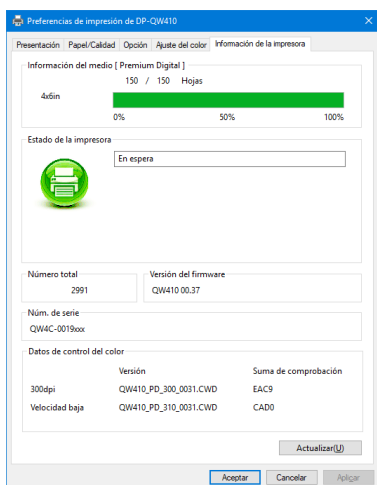 Preferencias de impresión de DP-QW410
Presentación Papel/Calidad Opción Ajuste del color Información de la impresora
Información del medio [ Premium Digital ]
150 / 150 Hojas
4x6in
0% 50% 100%
Estado de la impresora
En espera
Número total Versión del firmware
2991 QW410 00.37
Núm. de serie
QW4C-0019xxx
Datos de control del color
Versión Suma de comprobación
300dpi QW410_PD_300_0031.CWD EAC9
Velocidad baja QW410_PD_310_0031.CWD CAD0
Actualizar(U)
Aceptar Cancelar Aplicar